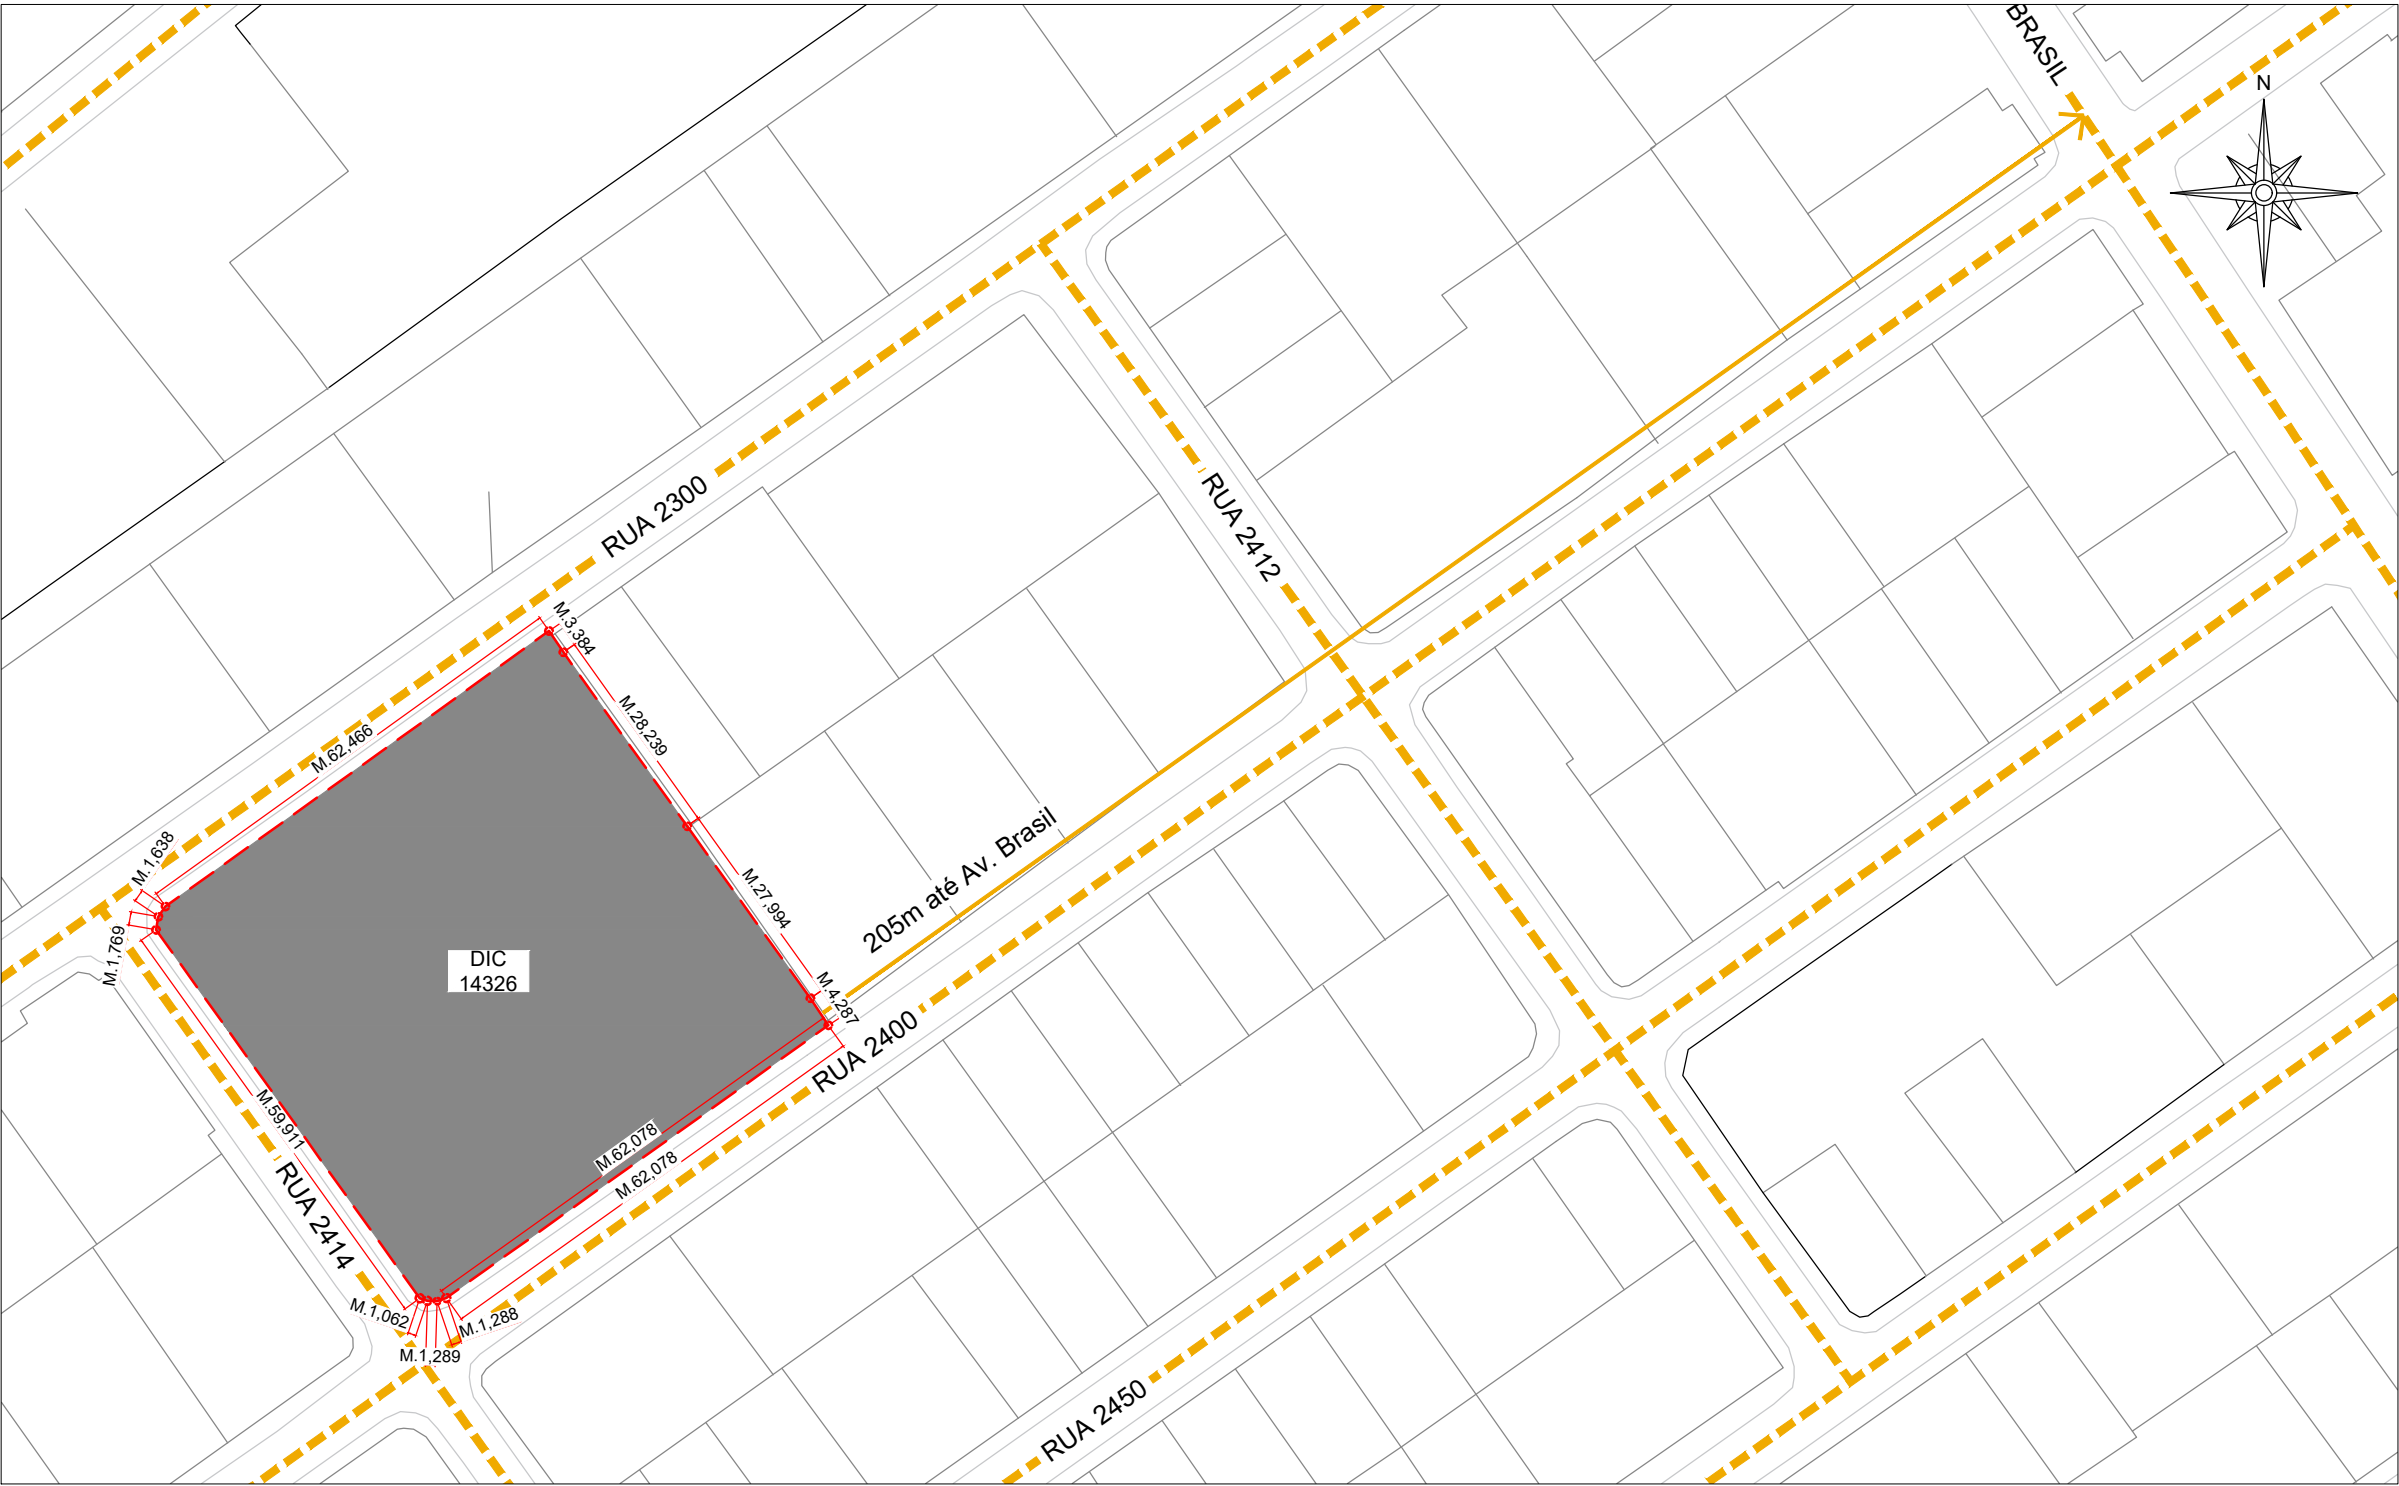 BRASIL
N
RUA 2300
RUA 2412
M.3,384
M.28,239
M.62,466
M.1,638
M.27,994
205m até Av. Brasil
M.1,769
DIC
14326
M.4,287
RUA 2400
M.59,911
M.62,078
M.62,078
RUA 2414
M.1,062
M.1,288
M.1,289
RUA 2450